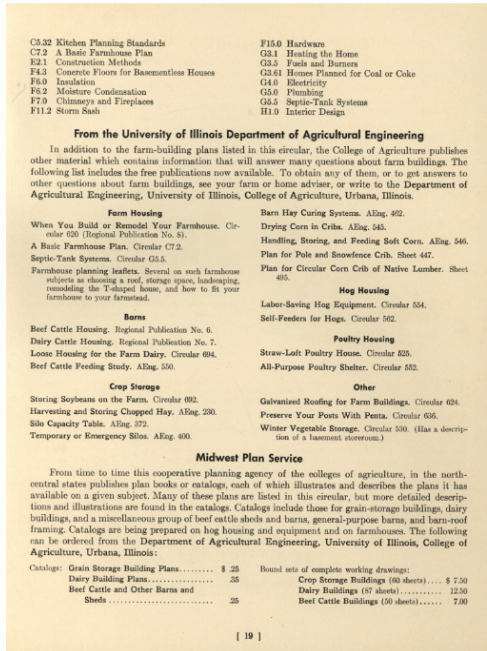 C5.32 Kitchen Planning Standards
C7.2 A Basic Farmhouse Plan
E2.1 Construction Methods
F4.3 Concrete Floors for Basementless Houses
F6.0 Insulation
F6.2 Moisture Condensation
F7.0 Chimneys and Fireplaces
F11.2 Storm Sash
F15.0 Hardware
G3.1 Heating the Home
G3.5 Fuels and Burners
G3.61 Homes Planned for Coal or Coke
G4.0 Electricity
G5.0 Plumbing
G5.5 Septic-Tank Systems
H1.0 Interior Design
From the University of Illinois Department of Agricultural Engineering
In addition to the farm-building plans listed in this circular, the College of Agriculture publishes
other material which contains information that will answer many questions about farm buildings. The
following list includes the free publications now available. To obtain any of them, or to get answers to
other questions about farm buildings, see your farm or home adviser, or write to the Department of
Agricultural Engineering, University of Illinois, College of Agriculture, Urbana, Illinois.
Farm Housing
When You Build or Remodel Your Farmhouse. Cir-
cular 620 (Regional Publication No. 8).
A Basic Farmhouse Plan. Circular C7.2.
Septic-Tank Systems. Circular G5.5.
Farmhouse planning leaflets. Several on such farmhouse
subjects as choosing a roof, storage space, landscaping,
remodeling the T-shaped house, and how to fit your
farmhouse to your farmstead.
Barns
Beef Cattle Housing. Regional Publication No. 6.
Dairy Cattle Housing. Regional Publication No. 7.
Loose Housing for the Farm Dairy. Circular 694.
Beef Cattle Feeding Study. AEng. 550.
Crop Storage
Storing Soybeans on the Farm. Circular 692.
Harvesting and Storing Chopped Hay. AEng. 230.
Silo Capacity Table. AEng. 372.
Temporary or Emergency Silos. AEng. 400.
Barn Hay Curing Systems. AEng. 462.
Drying Corn in Cribs. AEng. 545.
Handling, Storing, and Feeding Soft Corn. AEng. 546.
Plan for Pole and Snowfence Crib. Sheet 447.
Plan for Circular Corn Crib of Native Lumber. Sheet
495.
Hog Housing
Labor-Saving Hog Equipment. Circular 554.
Self-Feeders for Hogs. Circular 562.
Poultry Housing
Straw-Loft Poultry House. Circular 525.
All-Purpose Poultry Shelter. Circular 552.
Other
Galvanized Roofing for Farm Buildings. Circular 624.
Preserve Your Posts With Penta. Circular 636.
Winter Vegetable Storage. Circular 530. (Has a descrip-
tion of a basement storeroom.)
Midwest Plan Service
From time to time this cooperative planning agency of the colleges of agriculture, in the north-
central states publishes plan books or catalogs, each of which illustrates and describes the plans it has
available on a given subject. Many of these plans are listed in this circular, but more detailed descrip-
tions and illustrations are found in the catalogs. Catalogs include those for grain-storage buildings, dairy
buildings, and a miscellaneous group of beef cattle sheds and barns, general-purpose barns, and barn-roof
framing. Catalogs are being prepared on hog housing and equipment and on farmhouses. The following
can be ordered from the Department of Agricultural Engineering, University of Illinois, College of
Agriculture, Urbana, Illinois:
Catalogs: Grain Storage Building Plans......... $ .25
Dairy Building Plans................. .35
Beef Cattle and Other Barns and
Sheds ............................ .25
Bound sets of complete working drawings:
Crop Storage Buildings (60 sheets).... $ 7.50
Dairy Buildings (87 sheets)........... 12.50
Beef Cattle Buildings (50 sheets)...... 7.00
[ 19 ]